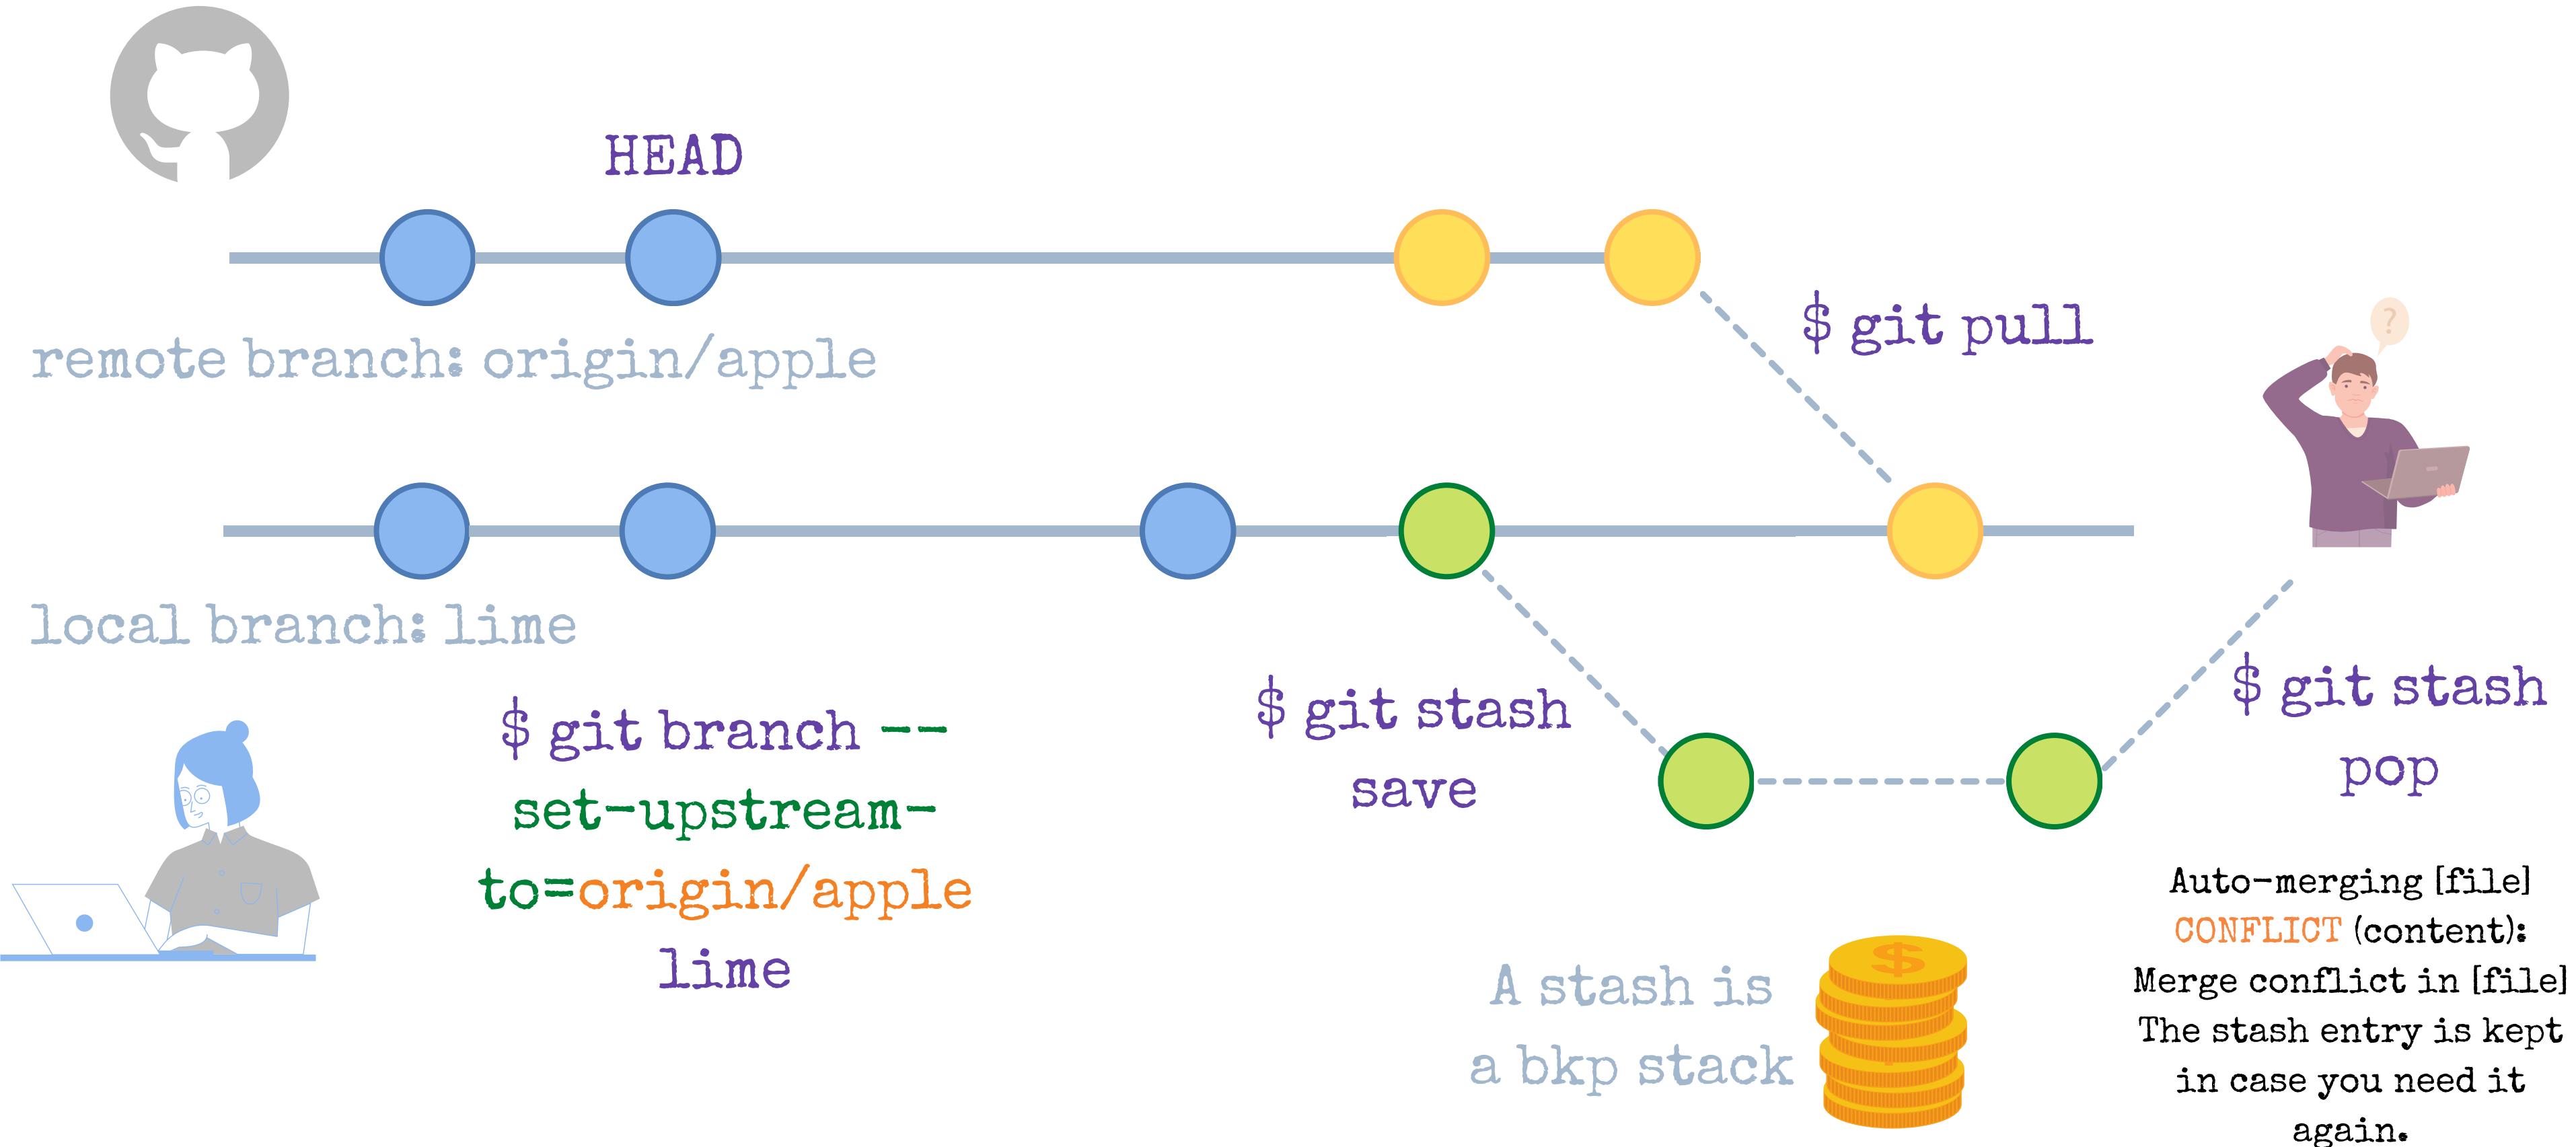 HEAD
remote branch: origin/apple
$ git pull
?
local branch: lime
$ git branch --
set-upstream-
to=origin/apple
lime
$ git stash
save
$ git stash
pop
A stash is
a bkp stack
$
Auto-merging [file]
CONFLICT (content):
Merge conflict in [file]
The stash entry is kept
in case you need it
again.